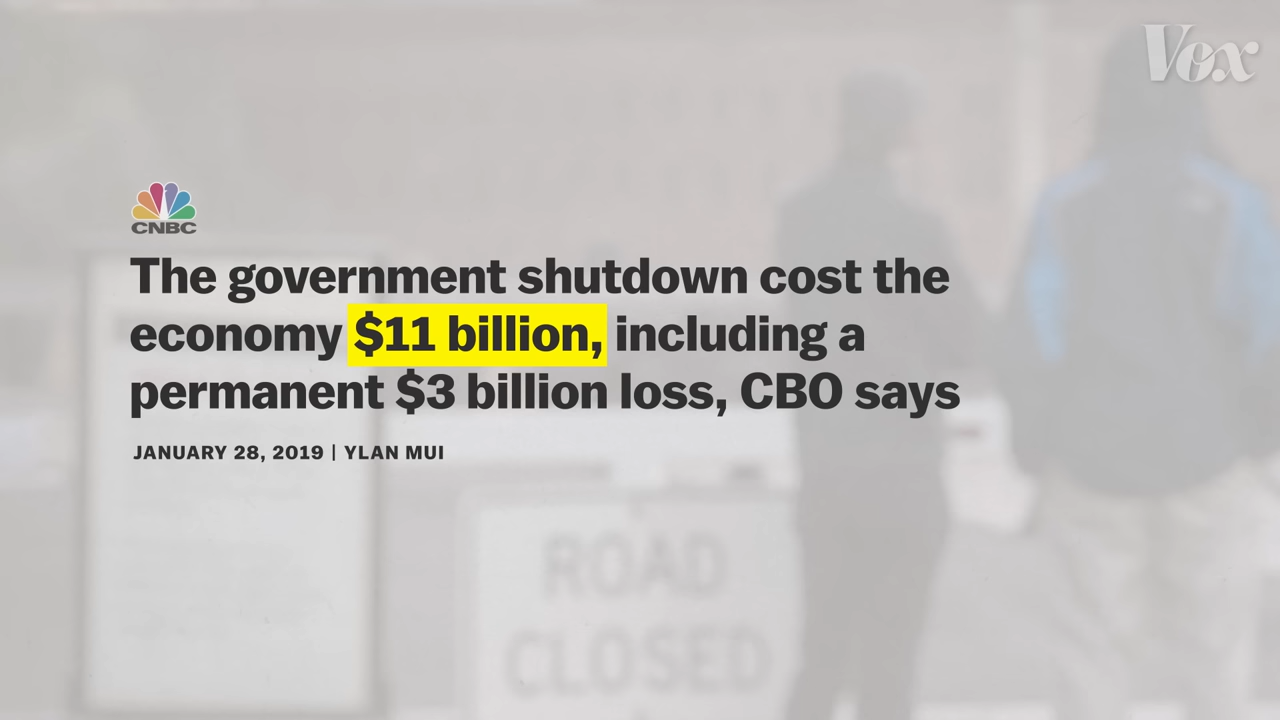 Vox
CNBC
The government shutdown cost the
economy $11 billion, including a
permanent $3 billion loss, CBO says
JANUARY 28, 2019 | YLAN MUI
ROAD
CLOSED